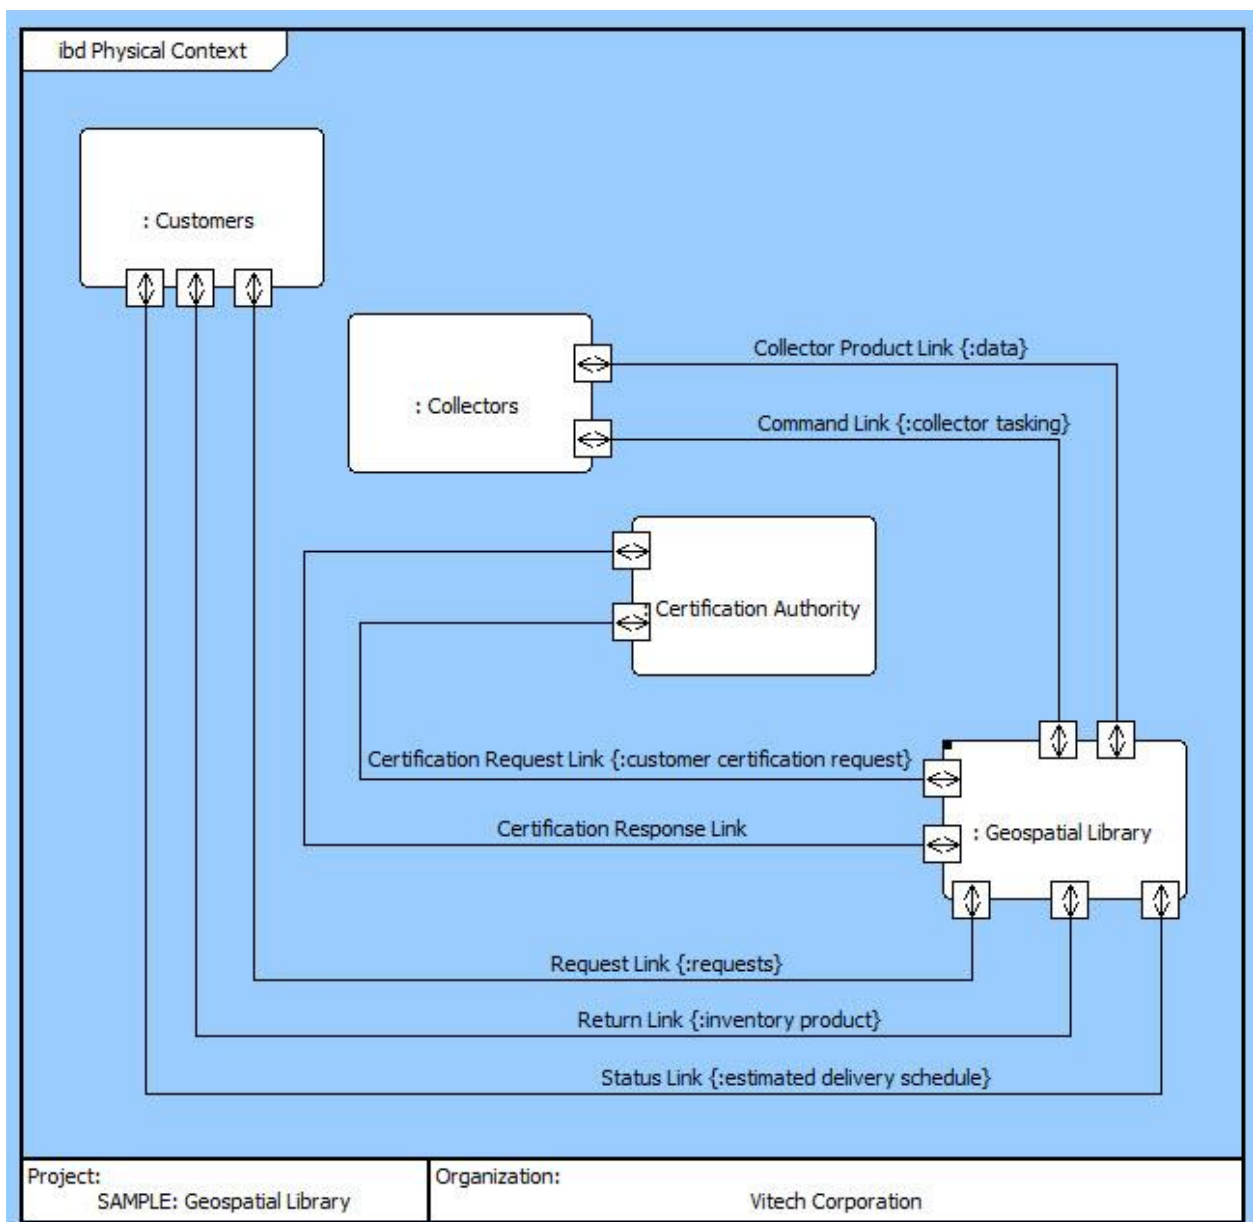 ibd Physical Context
: Customers
Collector Product Link {:data}
: Collectors
Command Link {:collector tasking}
: Certification Authority
Certification Request Link {:customer certification request}
Certification Response Link
: Geospatial Library
Request Link {:requests}
Return Link {:inventory product}
Status Link {:estimated delivery schedule}
Project:
SAMPLE: Geospatial Library
Organization:
Vitech Corporation